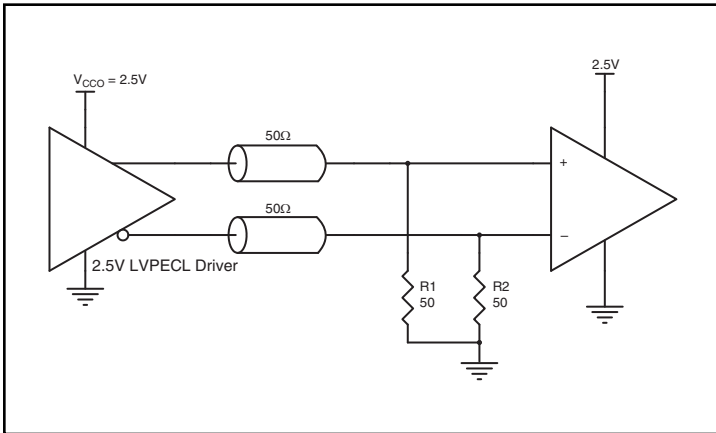 V_CCO = 2.5V
2.5V
50Ω
+
50Ω
–
2.5V LVPECL Driver
R1
50
R2
50